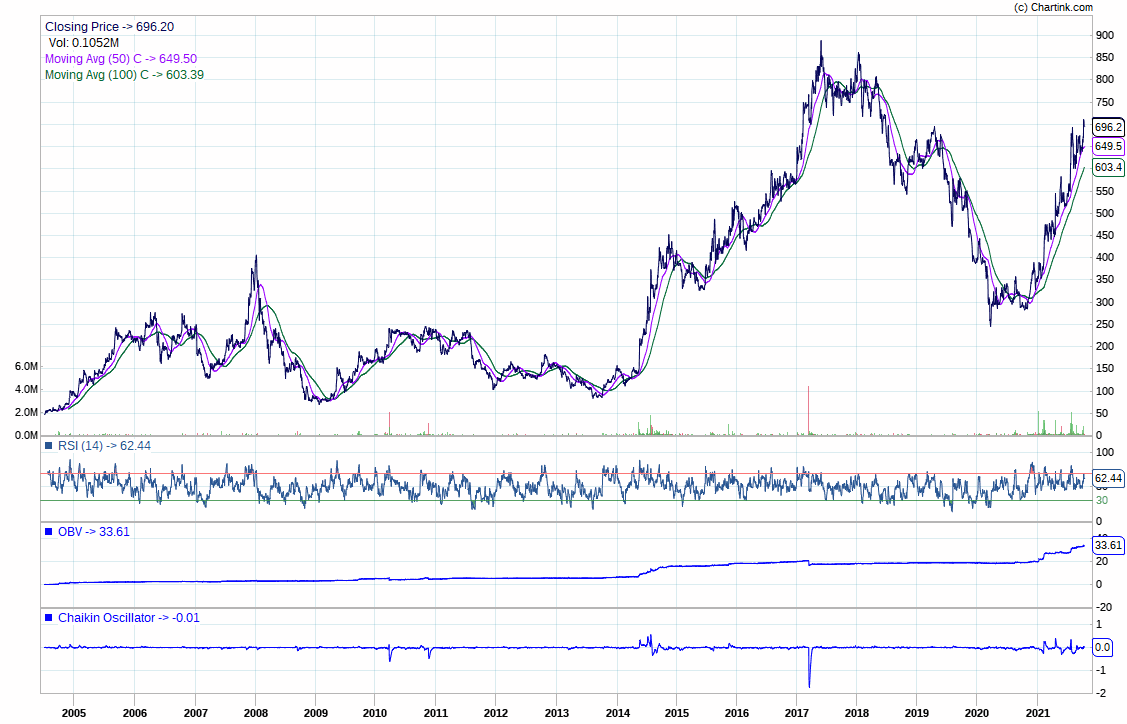 (c) Chartink.com
Closing Price -> 696.20
Vol: 0.1052M
Moving Avg (50) C -> 649.50
Moving Avg (100) C -> 603.39
900
850
800
750
696.2
649.5
603.4
550
500
450
400
350
300
250
200
150
100
50
0
6.0M
4.0M
2.0M
0.0M
RSI (14) -> 62.44
100
62.44
30
0
OBV -> 33.61
33.61
20
0
-20
Chaikin Oscillator -> -0.01
1
0.0
-1
-2
2005 2006 2007 2008 2009 2010 2011 2012 2013 2014 2015 2016 2017 2018 2019 2020 2021